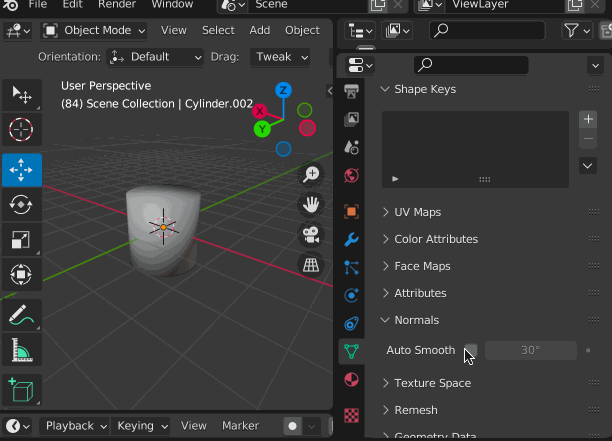 File Edit Render Window Scene ViewLayer
Object Mode View Select Add Object
Orientation: Default Drag: Tweak
User Perspective
(84) Scene Collection | Cylinder.002
Z
X
Y
Shape Keys
UV Maps
Color Attributes
Face Maps
Attributes
Normals
Auto Smooth 30°
Texture Space
Remesh
Geometry Data
Playback Keying View Marker